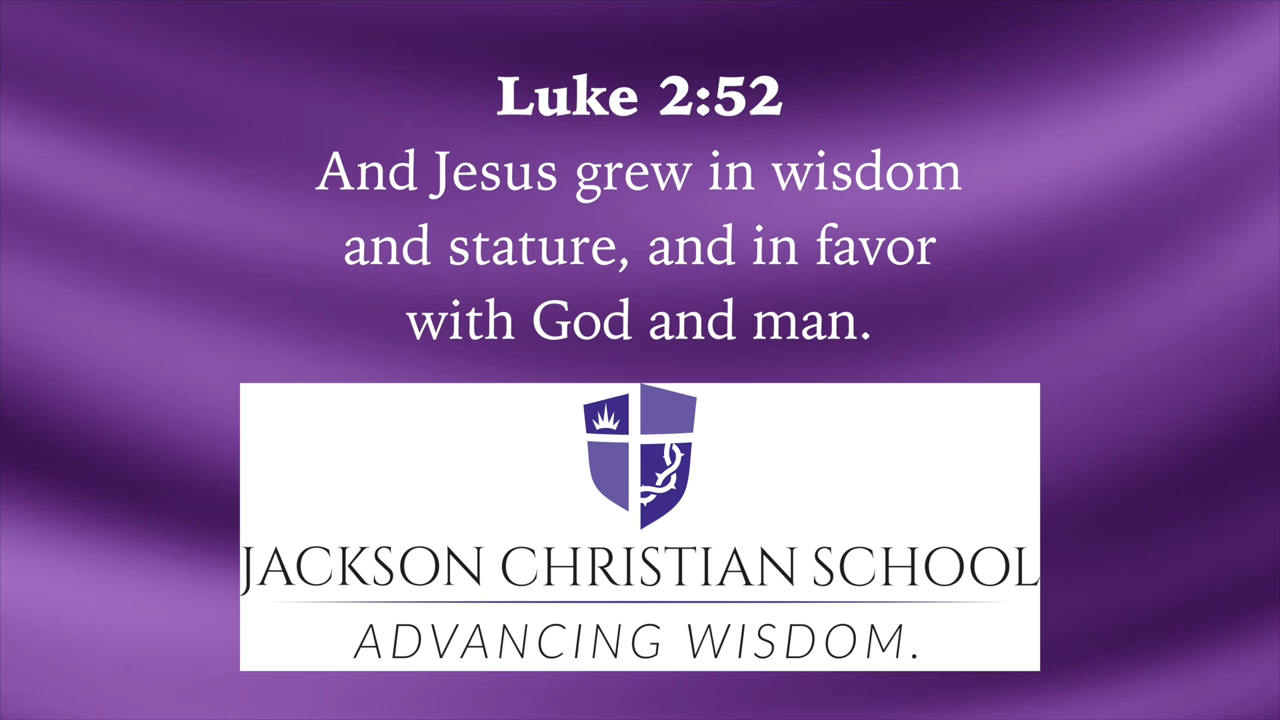 Luke 2:52
And Jesus grew in wisdom
and stature, and in favor
with God and man.
JACKSON CHRISTIAN SCHOOL
ADVANCING WISDOM.